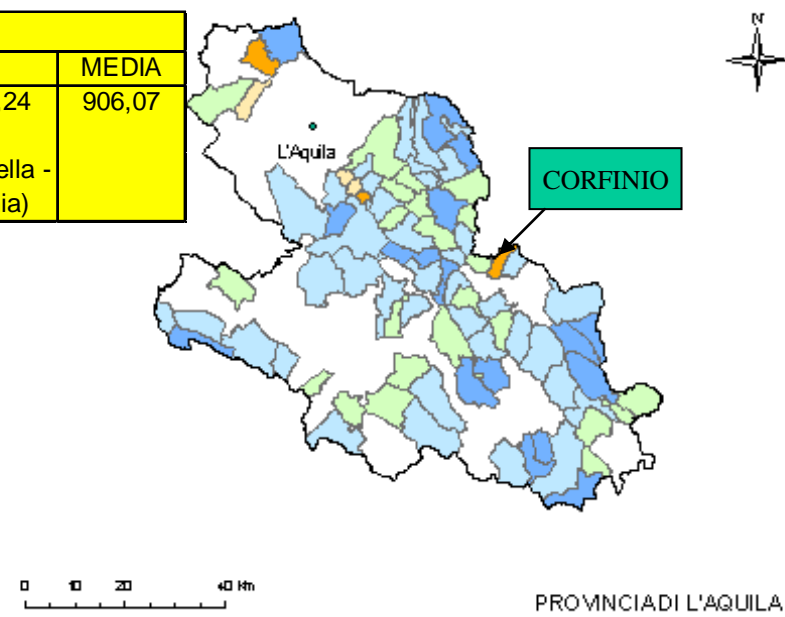 MEDIA
24 906,07
ella -
ia)
N
L'Aquila
CORFINIO
0 10 20 40 Km
PROVINCIA DI L'AQUILA